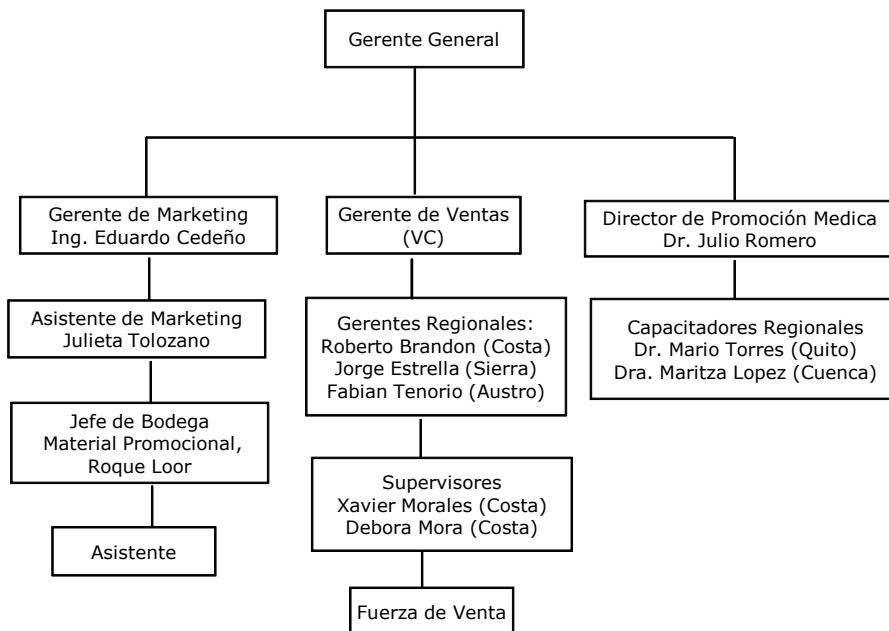 Gerente General
Gerente de Marketing
Ing. Eduardo Cedeño
Gerente de Ventas
(VC)
Director de Promoción Medica
Dr. Julio Romero
Asistente de Marketing
Julieta Tolozano
Gerentes Regionales:
Roberto Brandon (Costa)
Jorge Estrella (Sierra)
Fabian Tenorio (Austro)
Capacitadores Regionales
Dr. Mario Torres (Quito)
Dra. Maritza Lopez (Cuenca)
Jefe de Bodega
Material Promocional,
Roque Loor
Supervisores
Xavier Morales (Costa)
Debora Mora (Costa)
Asistente
Fuerza de Venta